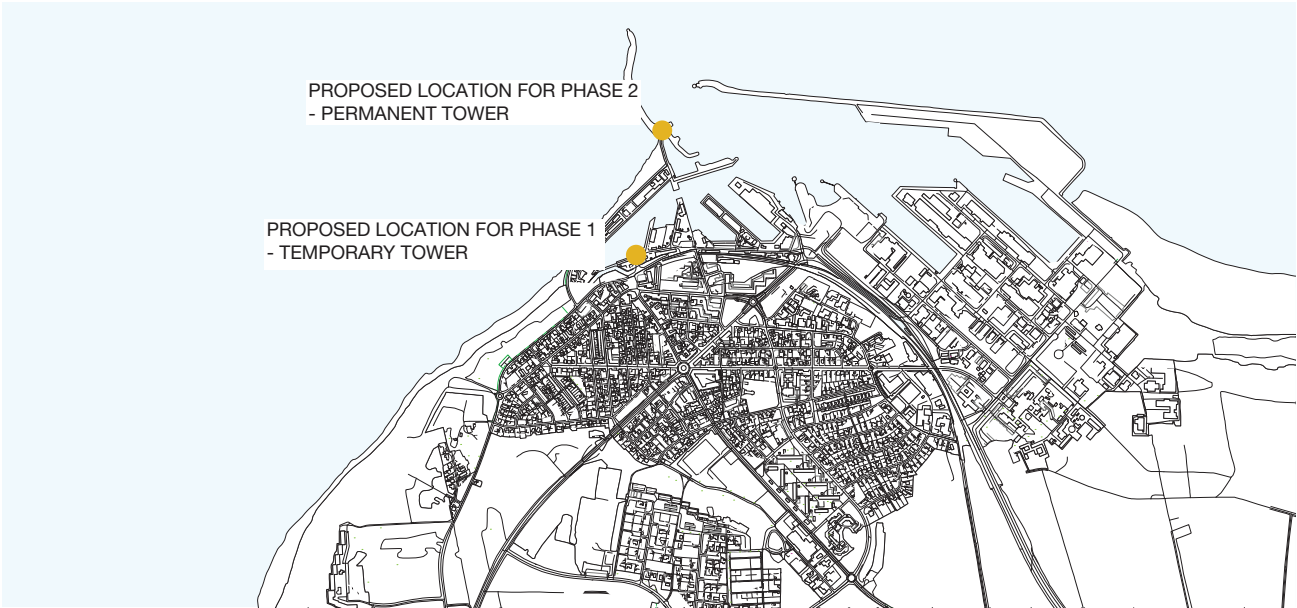 PROPOSED LOCATION FOR PHASE 2
- PERMANENT TOWER
PROPOSED LOCATION FOR PHASE 1
- TEMPORARY TOWER